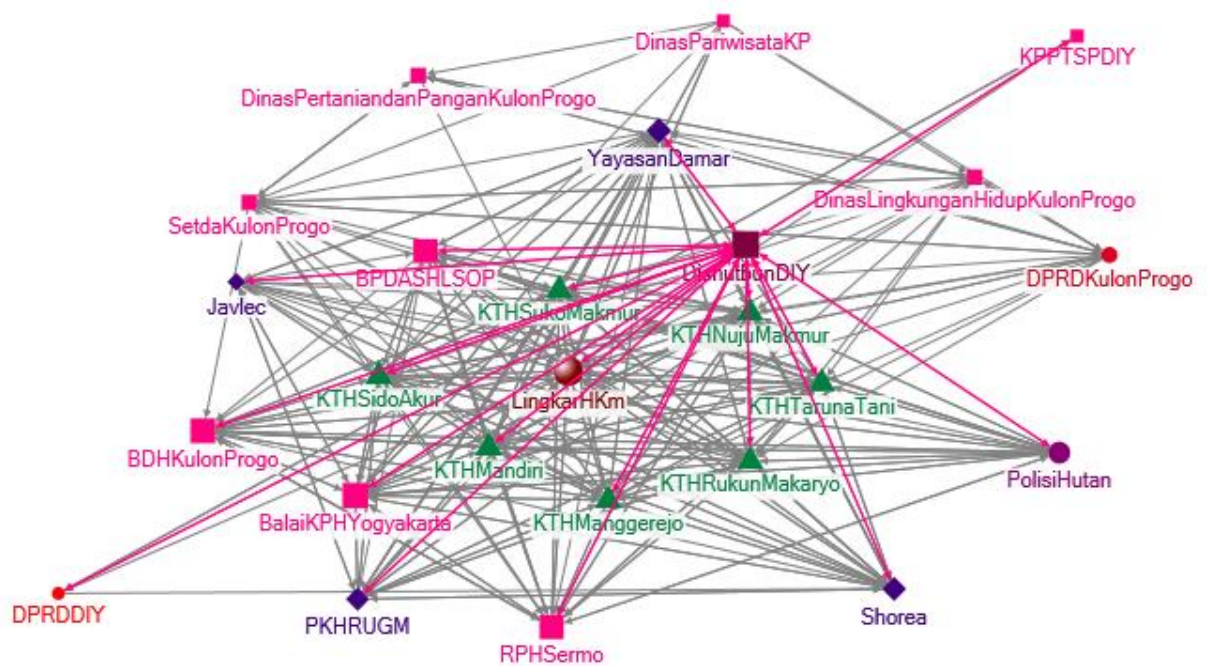 DinasPariwisataKP
KPPTSPDIY
DinasPertaniandanPanganKulonProgo
YayasanDamar
DinasLingkunganHidupKulonProgo
SetdaKulonProgo
BPDASHLSOP
DishutbunDIY
DPRDKulonProgo
Javlec
KTHSukoMakmur
KTHNujuMakmur
KTHSidoAkur
LingkarHKm
KTHTarunaTani
BDHKulonProgo
KTHMandiri
KTHRukunMakaryo
PolisiHutan
BalaiKPHYogyakarta
KTHManggerejo
DPRDDIY
PKHRUGM
Shorea
RPHSermo